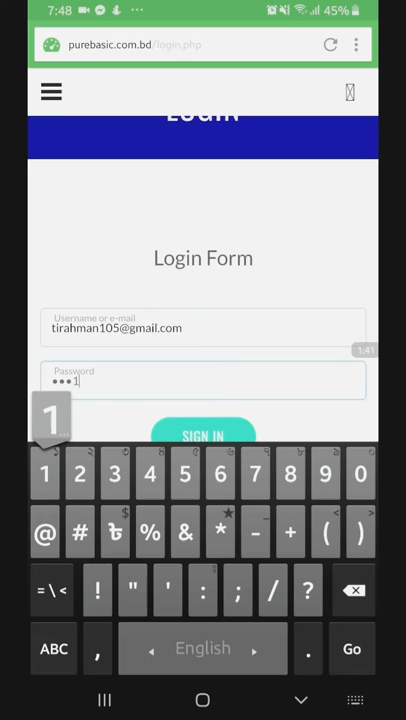 7:48 45%
purebasic.com.bd/login.php
LOGIN
Login Form
Username or e-mail
tirahman105@gmail.com
1:41
Password
•••1
SIGN IN
1
1 2 3 4 5 6 7 8 9 0
@ # ৳ % & * - + ( )
= \ < ! " ' : ; / ?
ABC , English . Go